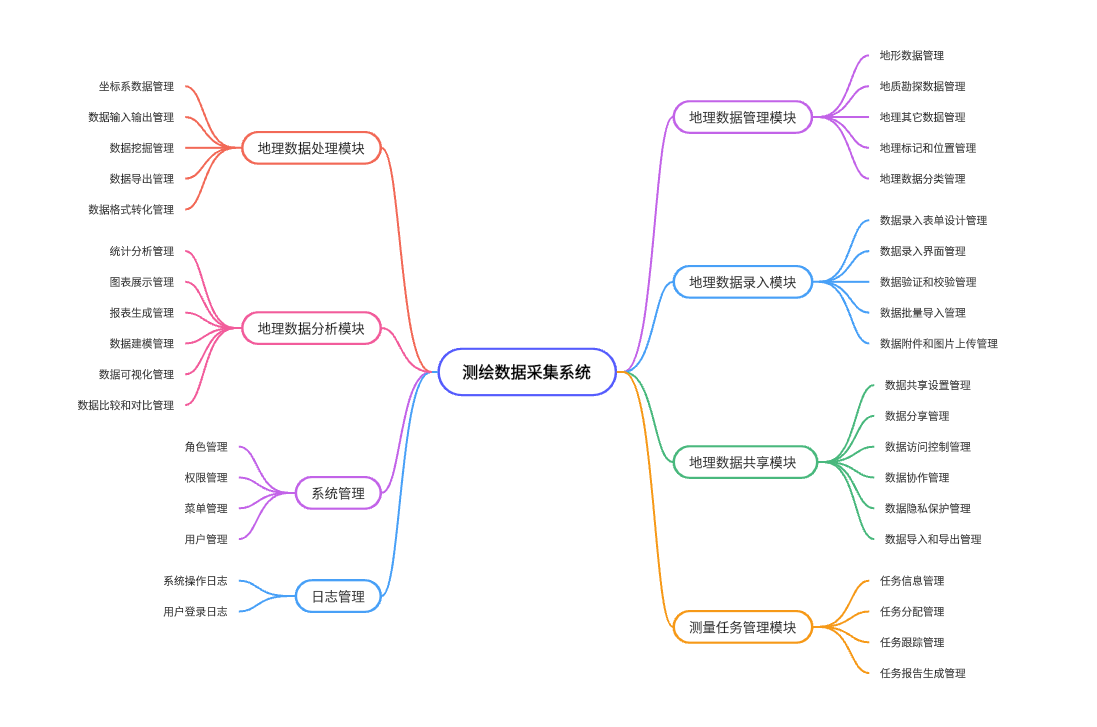 测绘数据采集系统
地理数据处理模块
坐标系数据管理
数据输入输出管理
数据挖掘管理
数据导出管理
数据格式转化管理
地理数据分析模块
统计分析管理
图表展示管理
报表生成管理
数据建模管理
数据可视化管理
数据比较和对比管理
系统管理
角色管理
权限管理
菜单管理
用户管理
日志管理
系统操作日志
用户登录日志
地理数据管理模块
地形数据管理
地质勘探数据管理
地理其它数据管理
地理标记和位置管理
地理数据分类管理
地理数据录入模块
数据录入表单设计管理
数据录入界面管理
数据验证和校验管理
数据批量导入管理
数据附件和图片上传管理
地理数据共享模块
数据共享设置管理
数据分享管理
数据访问控制管理
数据协作管理
数据隐私保护管理
数据导入和导出管理
测量任务管理模块
任务信息管理
任务分配管理
任务跟踪管理
任务报告生成管理